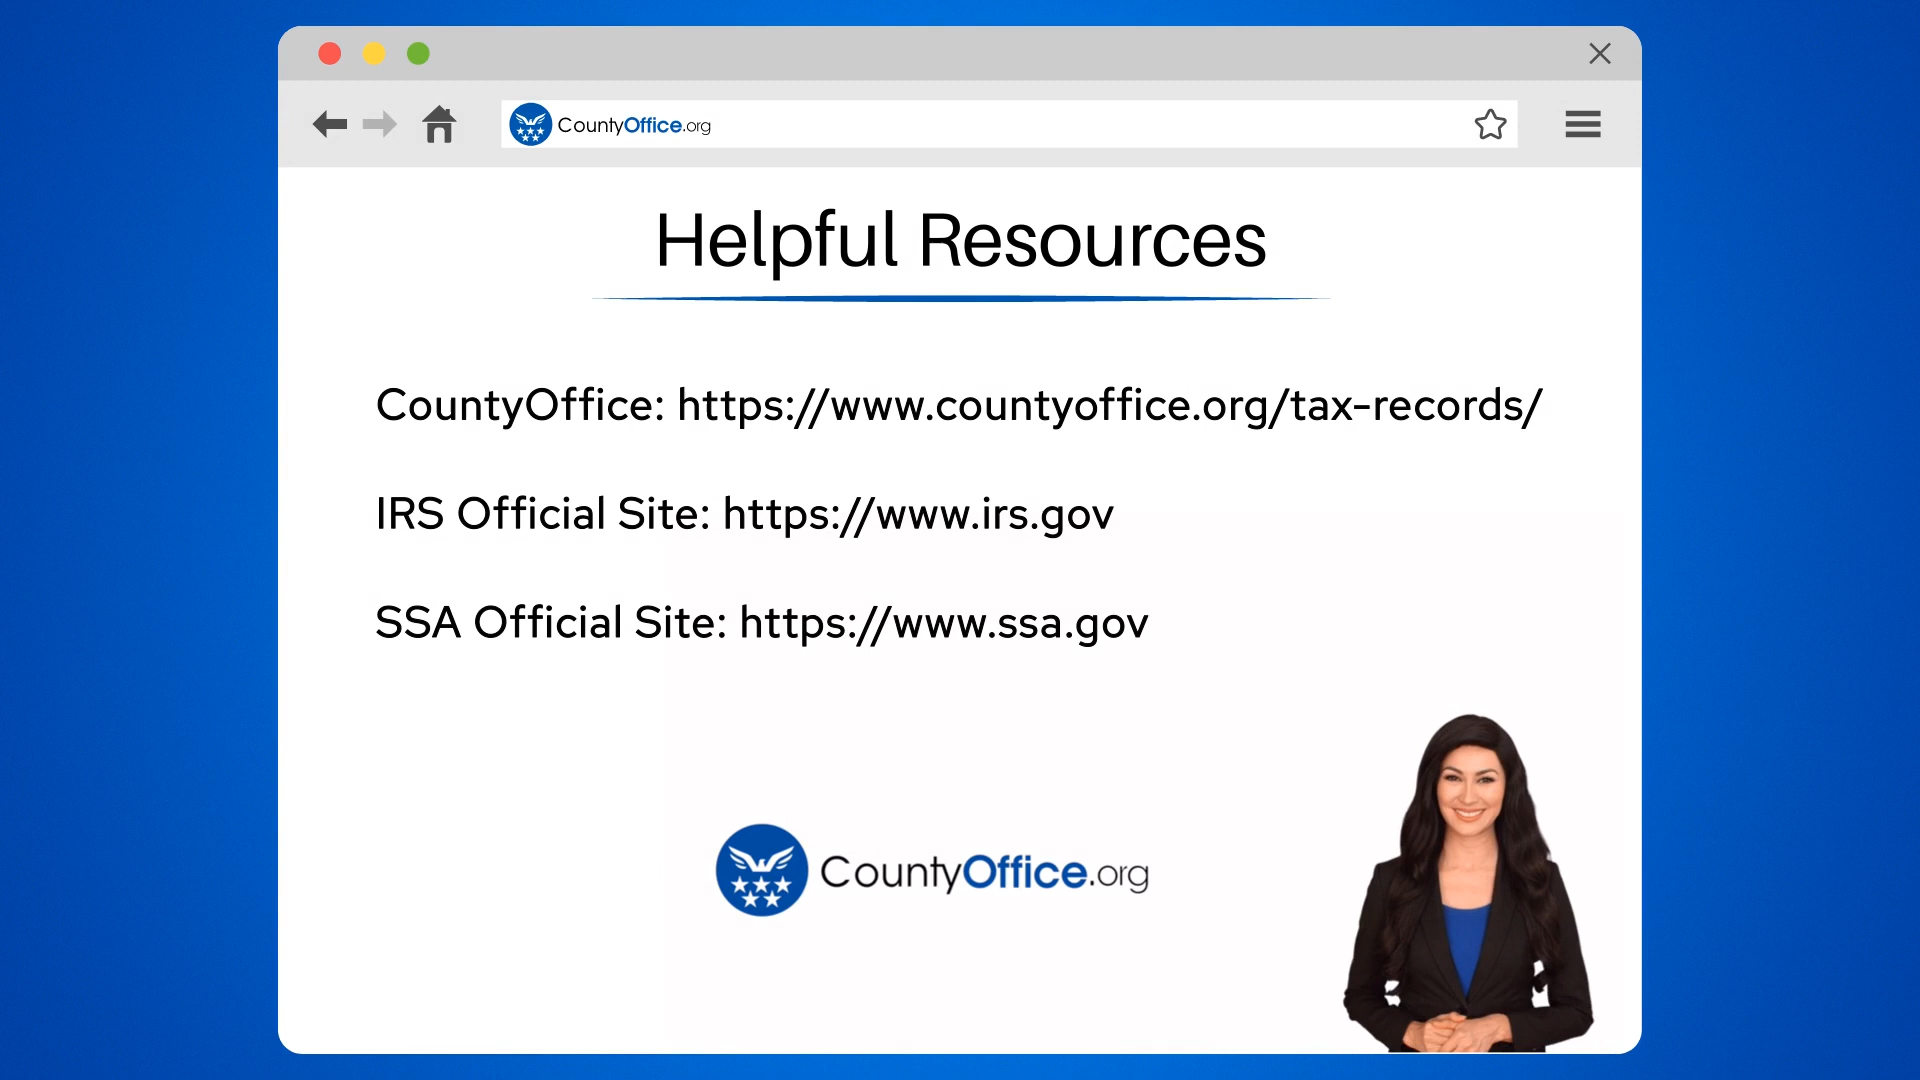 CountyOffice.org
Helpful Resources
CountyOffice: https://www.countyoffice.org/tax-records/
IRS Official Site: https://www.irs.gov
SSA Official Site: https://www.ssa.gov
CountyOffice.org